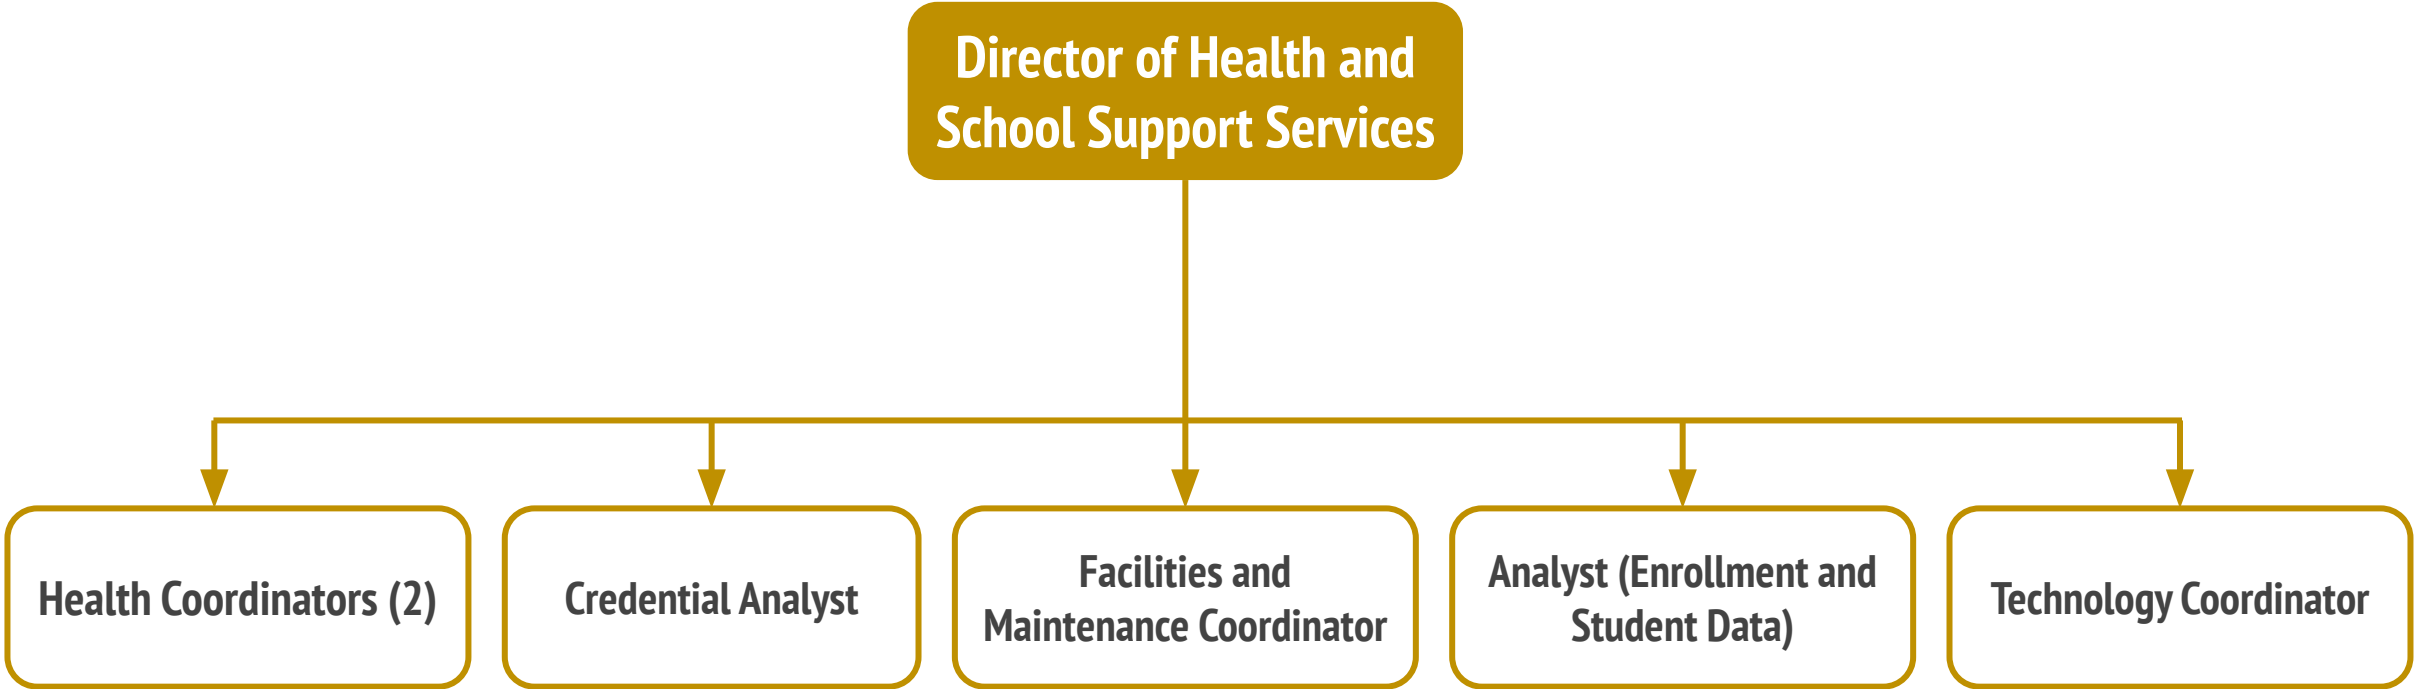 Director of Health and
School Support Services
Health Coordinators (2)
Credential Analyst
Facilities and
Maintenance Coordinator
Analyst (Enrollment and
Student Data)
Technology Coordinator